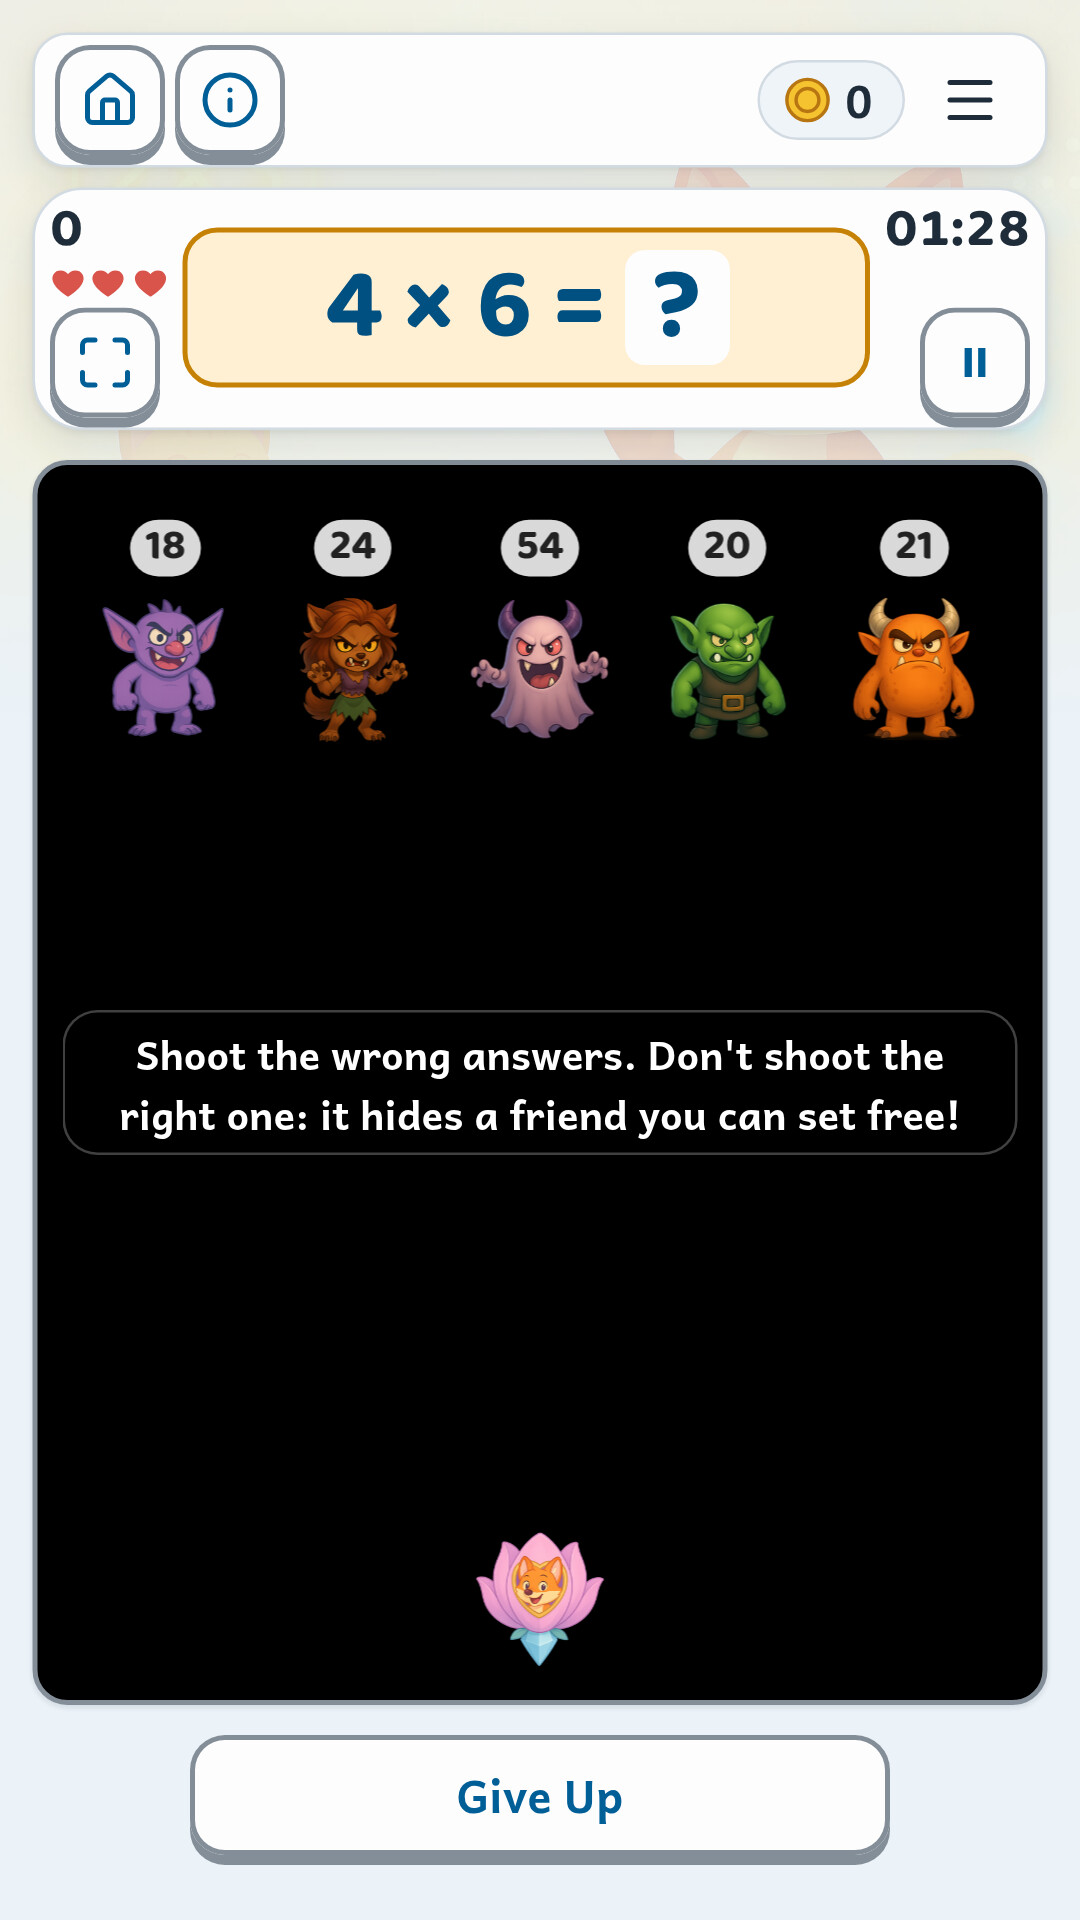 0
0
01:28
4 × 6 = ?
18
24
54
20
21
Shoot the wrong answers. Don't shoot the
right one: it hides a friend you can set free!
Give Up